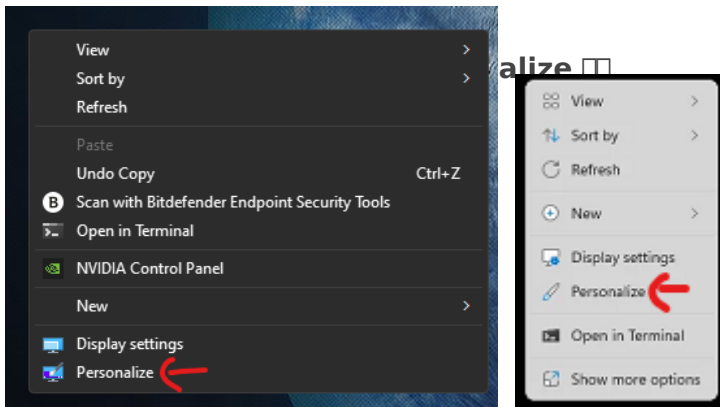 View
Sort by
Refresh
Paste
Undo Copy Ctrl+Z
B Scan with Bitdefender Endpoint Security Tools
Open in Terminal
NVIDIA Control Panel
New
Display settings
Personalize
alize
View
Sort by
Refresh
New
Display settings
Personalize
Open in Terminal
Show more options